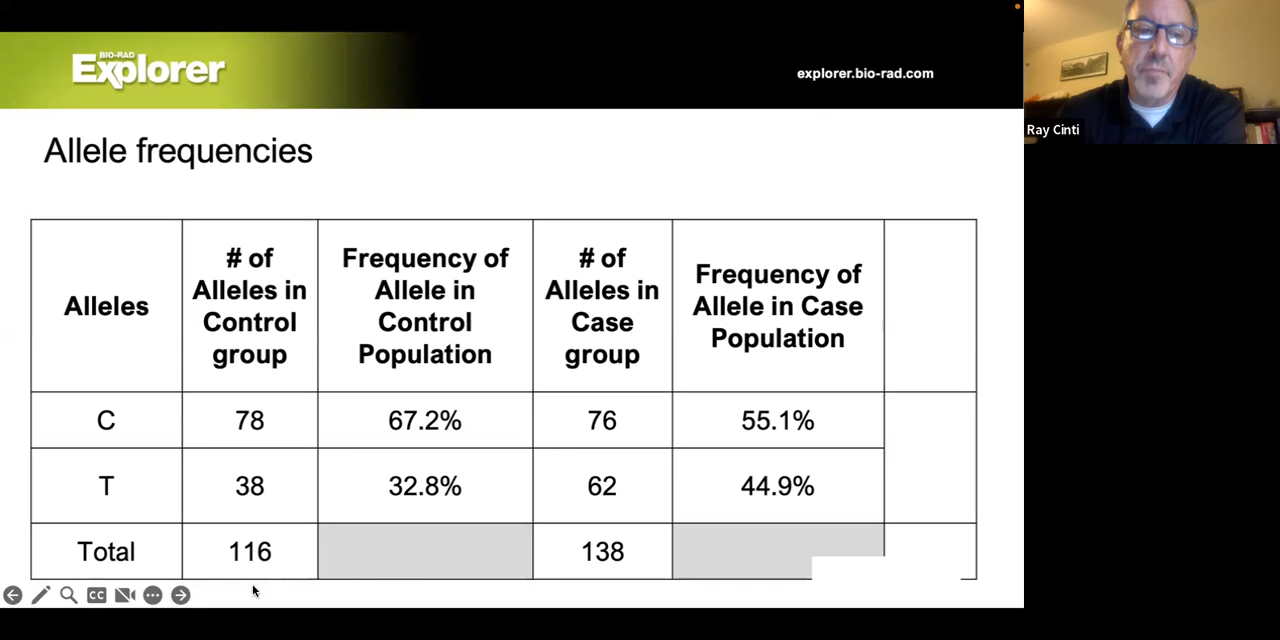 BIO-RAD
Explorer
explorer.bio-rad.com
Ray Cinti
Allele frequencies
Alleles
# of
Alleles in
Control
group
Frequency of
Allele in
Control
Population
# of
Alleles in
Case
group
Frequency of
Allele in Case
Population
C
78
67.2%
76
55.1%
T
38
32.8%
62
44.9%
Total
116
138
CC